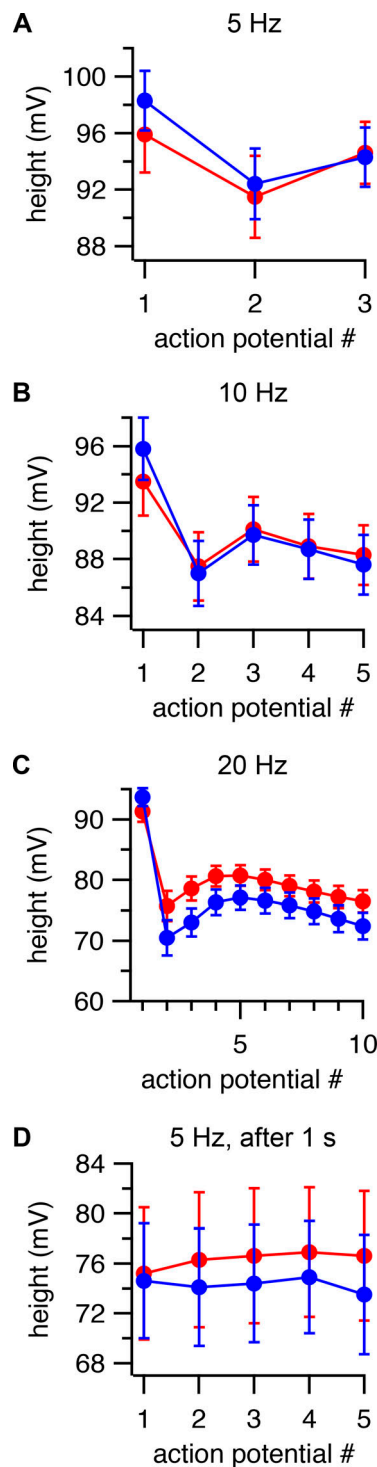 A 5 Hz
height (mV)
100
96
92
88
1 2 3
action potential #
B 10 Hz
height (mV)
96
92
88
84
1 2 3 4 5
action potential #
C 20 Hz
height (mV)
90
80
70
60
5 10
action potential #
D 5 Hz, after 1 s
height (mV)
84
80
76
72
68
1 2 3 4 5
action potential #